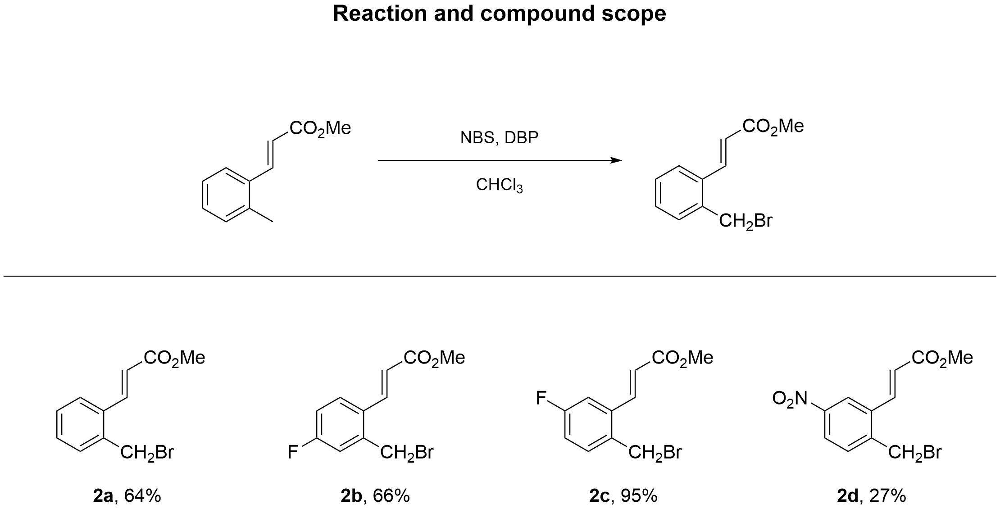 Reaction and compound scope
CO₂Me
NBS, DBP
CHCl₃
CO₂Me
CH₂Br
CO₂Me
CH₂Br
2a, 64%
CO₂Me
F
CH₂Br
2b, 66%
CO₂Me
F
CH₂Br
2c, 95%
CO₂Me
O₂N
CH₂Br
2d, 27%